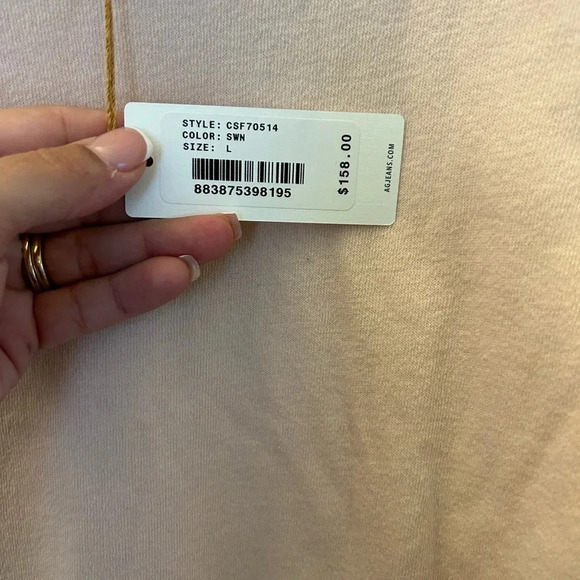 STYLE: CSF70514
COLOR: SWN
SIZE: L
883875398195
$158.00
AGJEANS.COM